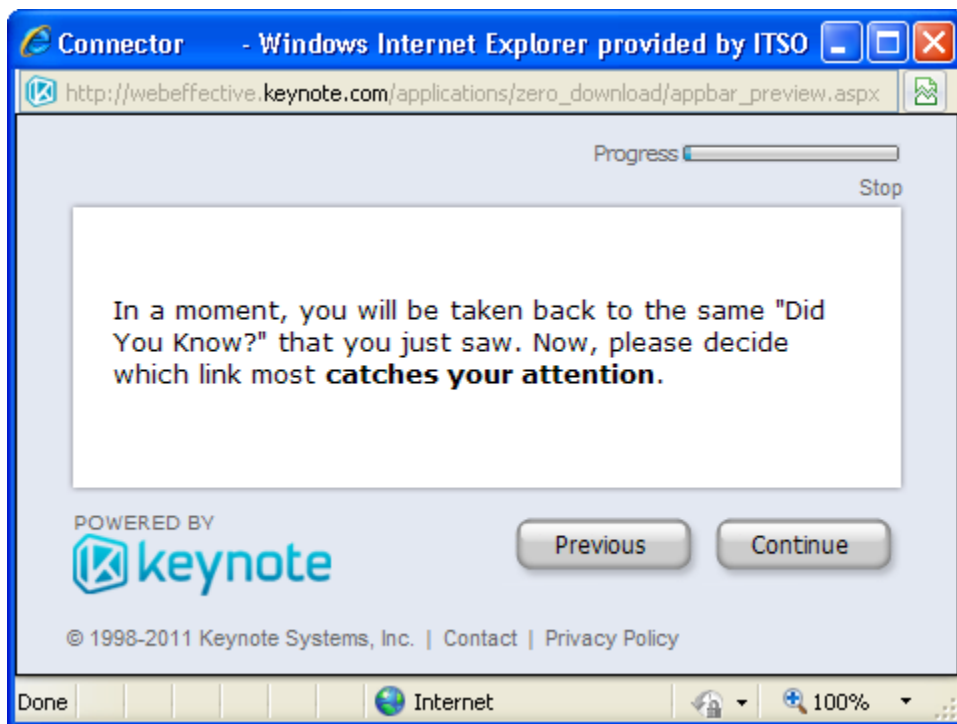 Connector - Windows Internet Explorer provided by ITSO
http://webeffective.keynote.com/applications/zero_download/appbar_preview.aspx
Progress
Stop
In a moment, you will be taken back to the same "Did
You Know?" that you just saw. Now, please decide
which link most catches your attention.
POWERED BY
keynote
Previous Continue
© 1998-2011 Keynote Systems, Inc. | Contact | Privacy Policy
Done Internet 100%